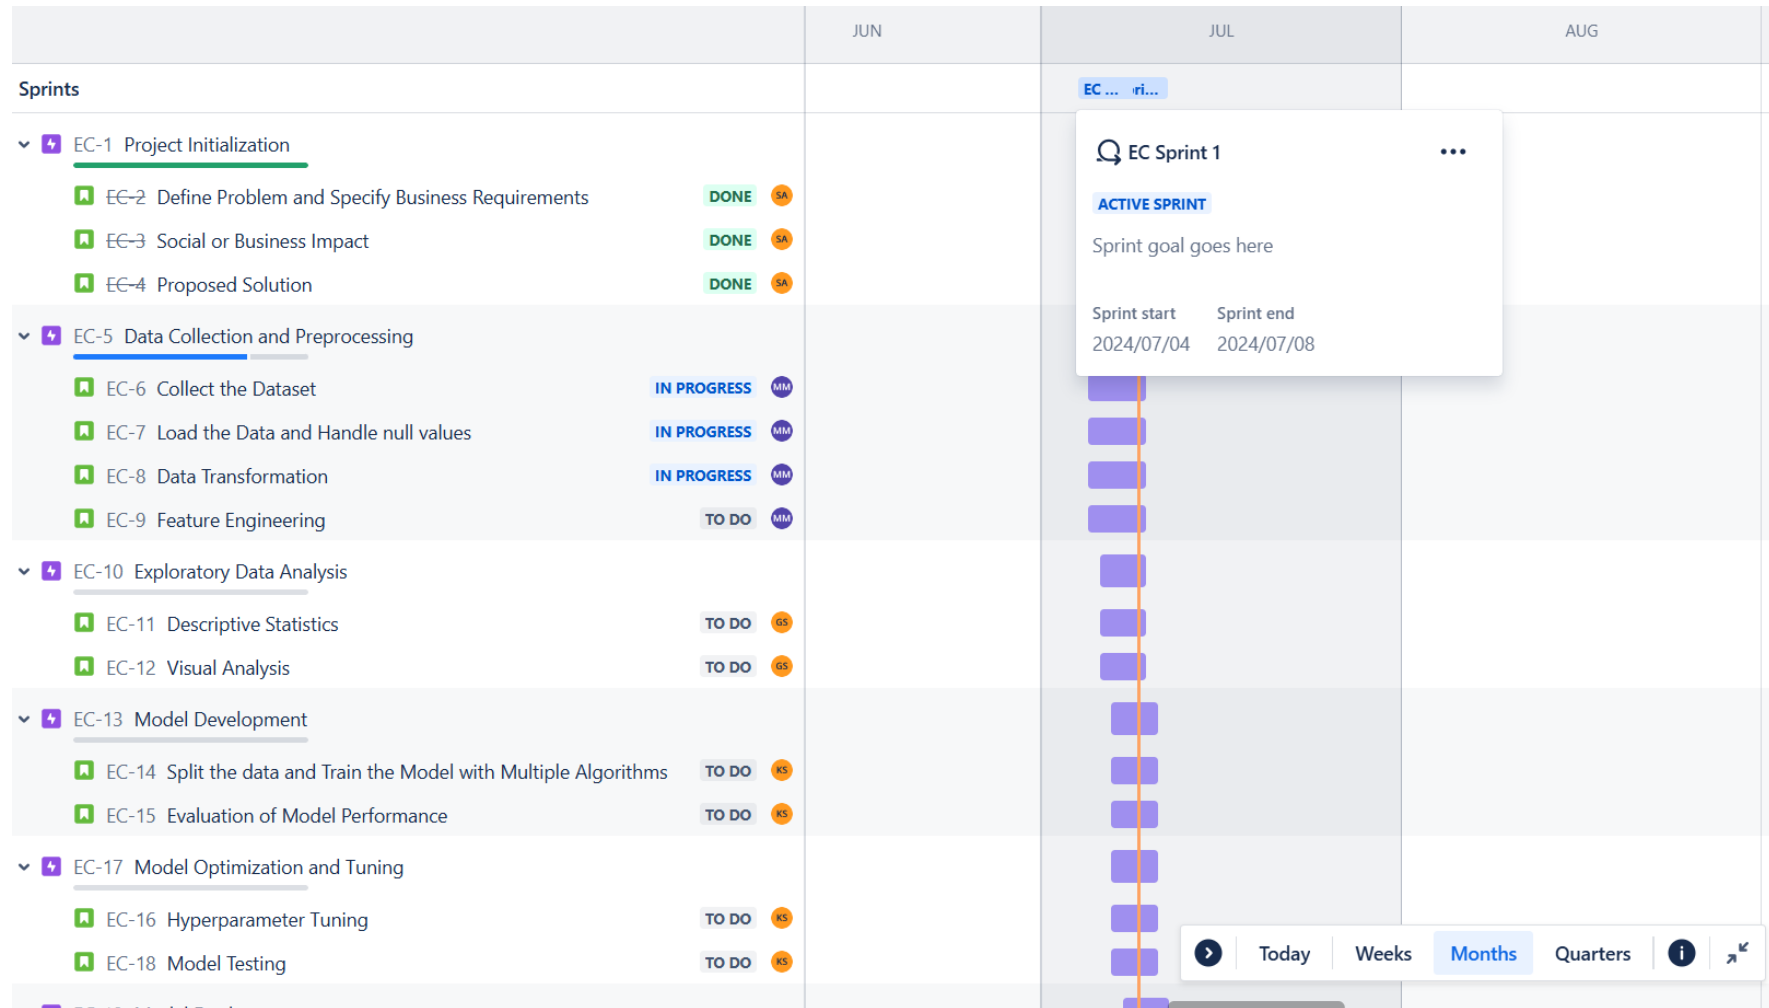 JUN JUL AUG
Sprints EC ... ri...
EC-1 Project Initialization
EC-2 Define Problem and Specify Business Requirements DONE SA
EC-3 Social or Business Impact DONE SA
EC-4 Proposed Solution DONE SA
EC Sprint 1
ACTIVE SPRINT
Sprint goal goes here
Sprint start Sprint end
2024/07/04 2024/07/08
EC-5 Data Collection and Preprocessing
EC-6 Collect the Dataset IN PROGRESS MM
EC-7 Load the Data and Handle null values IN PROGRESS MM
EC-8 Data Transformation IN PROGRESS MM
EC-9 Feature Engineering TO DO MM
EC-10 Exploratory Data Analysis
EC-11 Descriptive Statistics TO DO GS
EC-12 Visual Analysis TO DO GS
EC-13 Model Development
EC-14 Split the data and Train the Model with Multiple Algorithms TO DO KS
EC-15 Evaluation of Model Performance TO DO KS
EC-17 Model Optimization and Tuning
EC-16 Hyperparameter Tuning TO DO KS
EC-18 Model Testing TO DO KS
Today Weeks Months Quarters